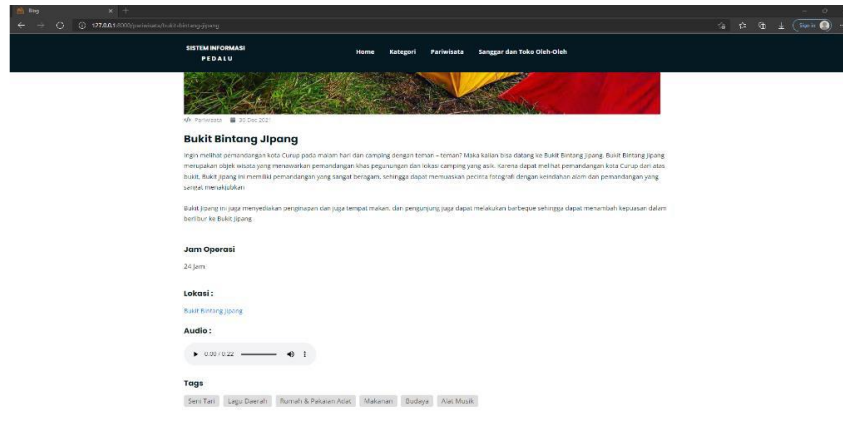 Blog
127.0.0.1:8000/pariwisata/bukit-bintang-jipang
Sign in
SISTEM INFORMASI
PEDALU
Home Kategori Pariwisata Sanggar dan Toko Oleh-Oleh
Pariwisata 30 Dec 2021
Bukit Bintang JIpang
Ingin melihat pemandangan kota Curup pada malam hari dan camping dengan teman – teman? Maka kalian bisa datang ke Bukit Bintang Jipang. Bukit Bintang Jipang
merupakan objek wisata yang menawarkan pemandangan khas pegunungan dan lokasi camping yang asik. Karena dapat melihat pemandangan kota Curup dari atas
bukit, Bukit Jipang ini memiliki pemandangan yang sangat beragam, sehingga dapat memuaskan pecinta fotografi dengan keindahan alam dan pemandangan yang
sangat menakjubkan
Bukit Jipang ini juga menyediakan penginapan dan juga tempat makan, dan pengunjung juga dapat melakukan barbeque sehingga dapat menambah kepuasan dalam
berlibur ke Bukit Jipang
Jam Operasi
24 Jam
Lokasi :
Bukit Bintang Jipang
Audio :
0:00 / 0:22
Tags
Seni Tari Lagu Daerah Rumah & Pakaian Adat Makanan Budaya Alat Musik